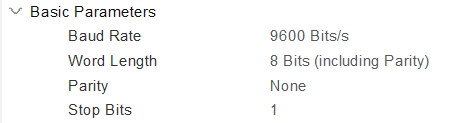 Basic Parameters
Baud Rate 9600 Bits/s
Word Length 8 Bits (including Parity)
Parity None
Stop Bits 1